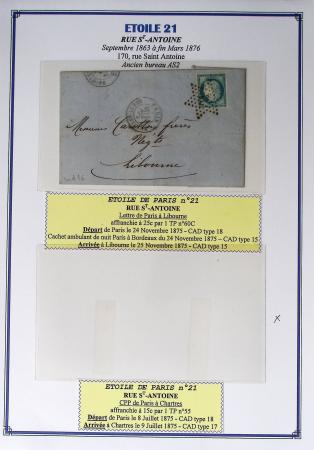 ETOILE 21
RUE ST-ANTOINE
Septembre 1863 à fin Mars 1876
170, rue Saint Antoine
Ancien bureau AS2
Monsieur
frères
Negts
Libourne
ETOILE DE PARIS n°21
RUE ST-ANTOINE
Lettre de Paris à Libourne
affranchie à 25c par 1 TP n°60C
Départ de Paris le 24 Novembre 1875 - CAD type 18
Cachet ambulant de nuit Paris à Bordeaux du 24 Novembre 1875 – CAD type 15
Arrivée à Libourne le 25 Novembre 1875 - CAD type 15
x
ETOILE DE PARIS n°21
RUE ST-ANTOINE
CPP de Paris à Chartres
affranchie à 15c par 1 TP n°55
Départ de Paris le 8 Juillet 1875 - CAD type 18
Arrivée à Chartres le 9 Juillet 1875 - CAD type 17